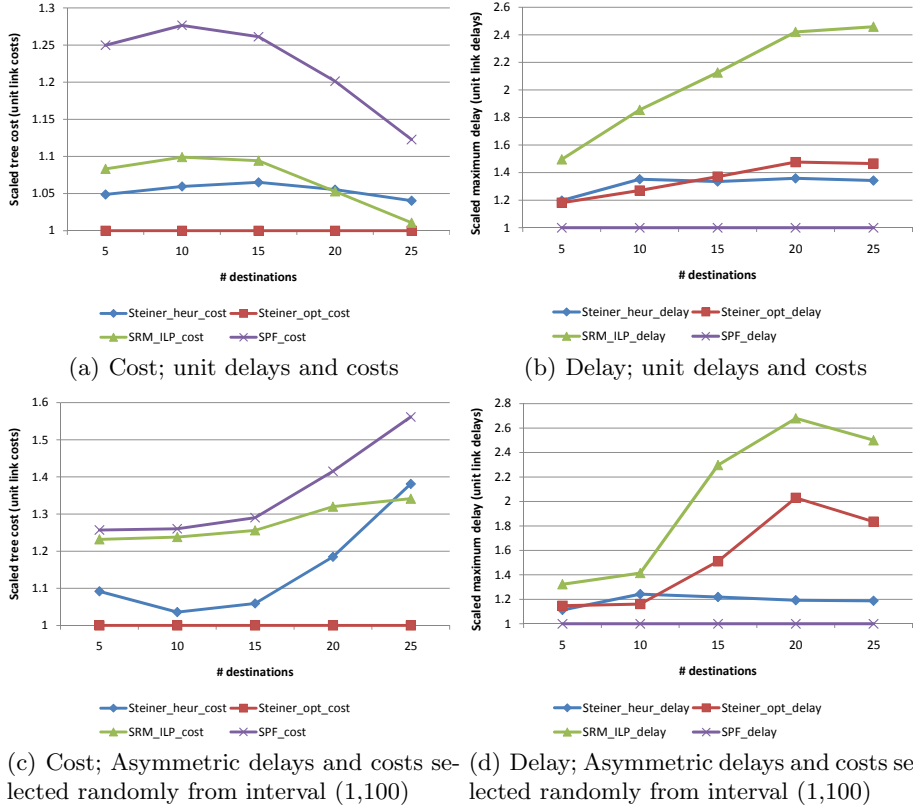 1.3
1.25
1.2
1.15
1.1
1.05
1
Scaled tree cost (unit link costs)
5 10 15 20 25
# destinations
Steiner_heur_cost Steiner_opt_cost
SRM_ILP_cost SPF_cost
(a) Cost; unit delays and costs
2.6
2.4
2.2
2
1.8
1.6
1.4
1.2
1
Scaled maximum delay (unit link delays)
5 10 15 20 25
# destinations
Steiner_heur_delay Steiner_opt_delay
SRM_ILP_delay SPF_delay
(b) Delay; unit delays and costs
1.6
1.5
1.4
1.3
1.2
1.1
1
Scaled tree cost (unit link costs)
5 10 15 20 25
# destinations
Steiner_heur_cost Steiner_opt_cost
SRM_ILP_cost SPF_cost
(c) Cost; Asymmetric delays and costs se-
lected randomly from interval (1,100)
2.8
2.6
2.4
2.2
2
1.8
1.6
1.4
1.2
1
Scaled maximum delay (unit link delays)
5 10 15 20 25
# destinations
Steiner_heur_delay Steiner_opt_delay
SRM_ILP_delay SPF_delay
(d) Delay; Asymmetric delays and costs se
lected randomly from interval (1,100)